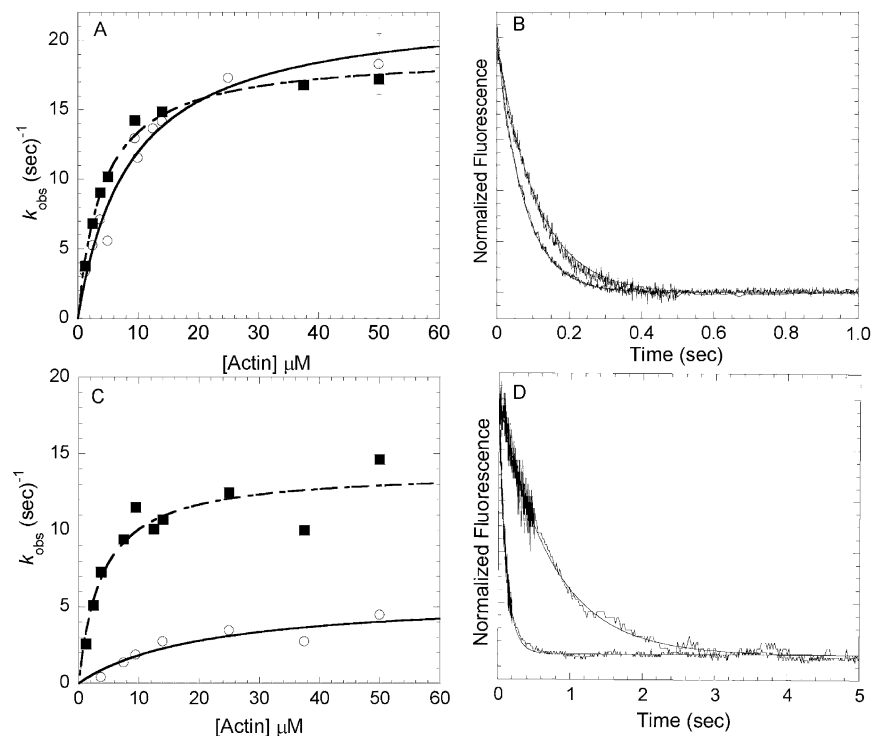 A
20
15
10
5
0
k obs (sec)⁻¹
0 10 20 30 40 50 60
[Actin] μM
B
Normalized Fluorescence
0 0.2 0.4 0.6 0.8 1.0
Time (sec)
C
20
15
10
5
0
k obs (sec)⁻¹
0 10 20 30 40 50 60
[Actin] μM
D
Normalized Fluorescence
0 1 2 3 4 5
Time (sec)